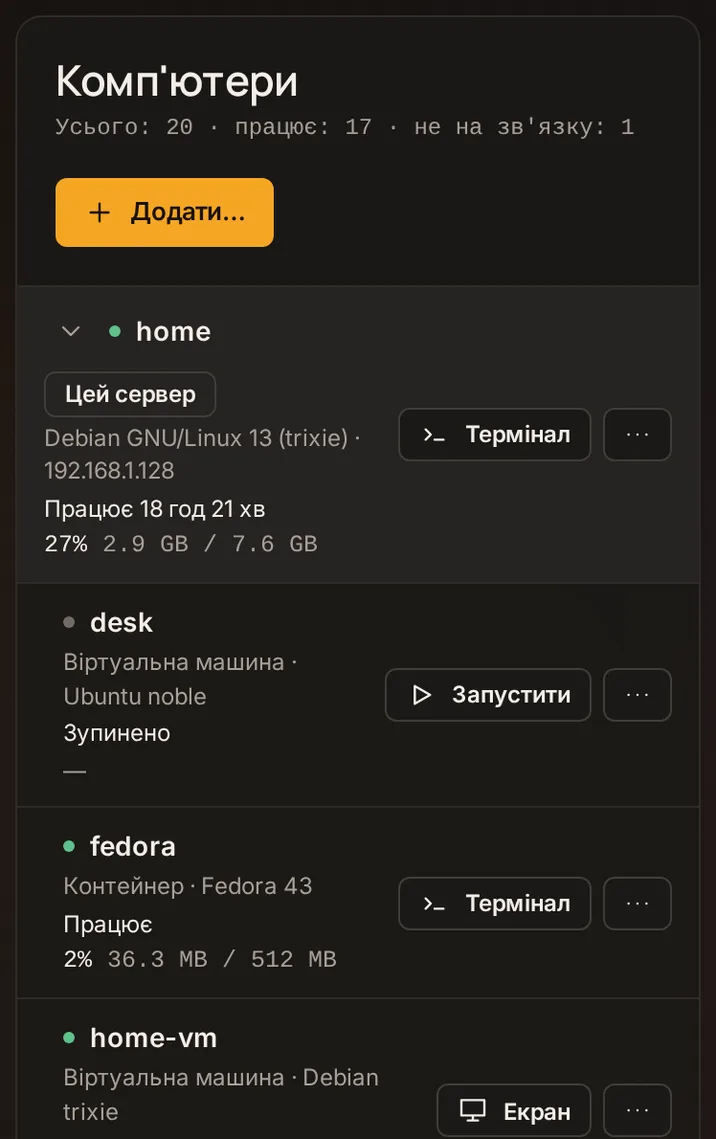 Комп'ютери
Усього: 20 · працює: 17 · не на зв'язку: 1
+ Додати...
home
Цей сервер
Debian GNU/Linux 13 (trixie) ·
192.168.1.128
Термінал
···
Працює 18 год 21 хв
27% 2.9 GB / 7.6 GB
desk
Віртуальна машина ·
Ubuntu noble
Запустити
···
Зупинено
—
fedora
Контейнер · Fedora 43
Термінал
···
Працює
2% 36.3 MB / 512 MB
home-vm
Віртуальна машина · Debian
trixie
Екран
···